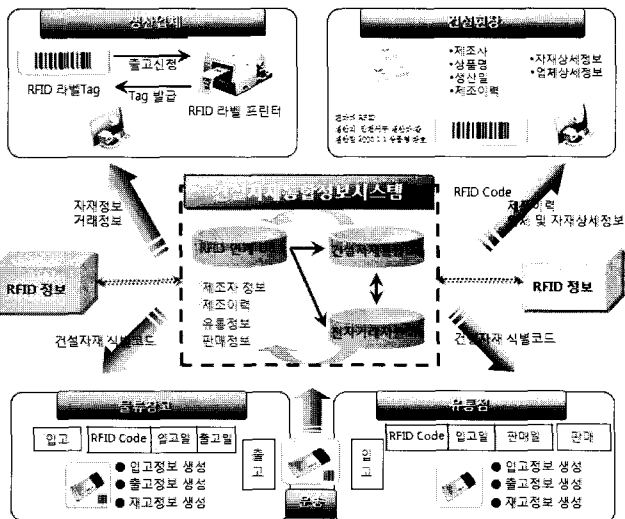 생산업체
출고신청
Tag 발급
RFID 라벨Tag
RFID 라벨 프린터
건설현장
•제조사
•상품명
•생산일
•제조이력
•자재상세정보
•업체상세정보
자재정보
거래정보
건설자재통합정보시스템
RFID Code
제조이력
및 자재상세정보
RFID 연계 DB
제조자 정보
제조이력
유통정보
판매정보
RFID 정보
RFID 정보
건설자재 식별코드
건설자재 식별코드
물류창고
입고
RFID Code
입고일
출고일
출고
● 입고정보 생성
● 출고정보 생성
● 재고정보 생성
운송
유통점
입고
RFID Code
입고일
판매일
판매
● 입고정보 생성
● 출고정보 생성
● 재고정보 생성